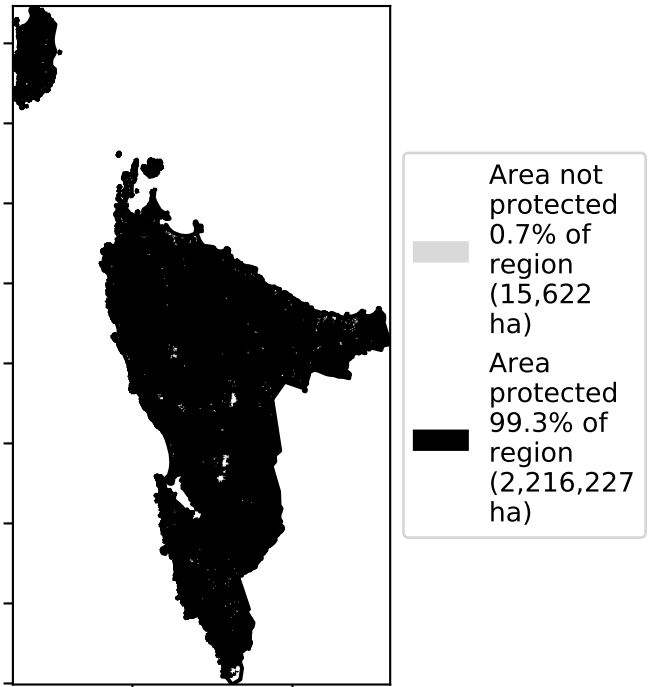 Area not
protected
0.7% of
region
(15,622
ha)
Area
protected
99.3% of
region
(2,216,227
ha)